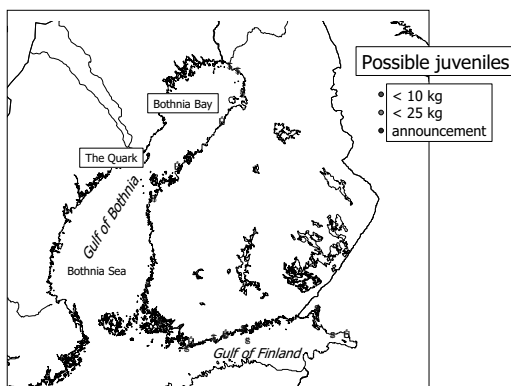 Possible juveniles
< 10 kg
< 25 kg
announcement
Bothnia Bay
The Quark
Gulf of Bothnia
Bothnia Sea
Gulf of Finland